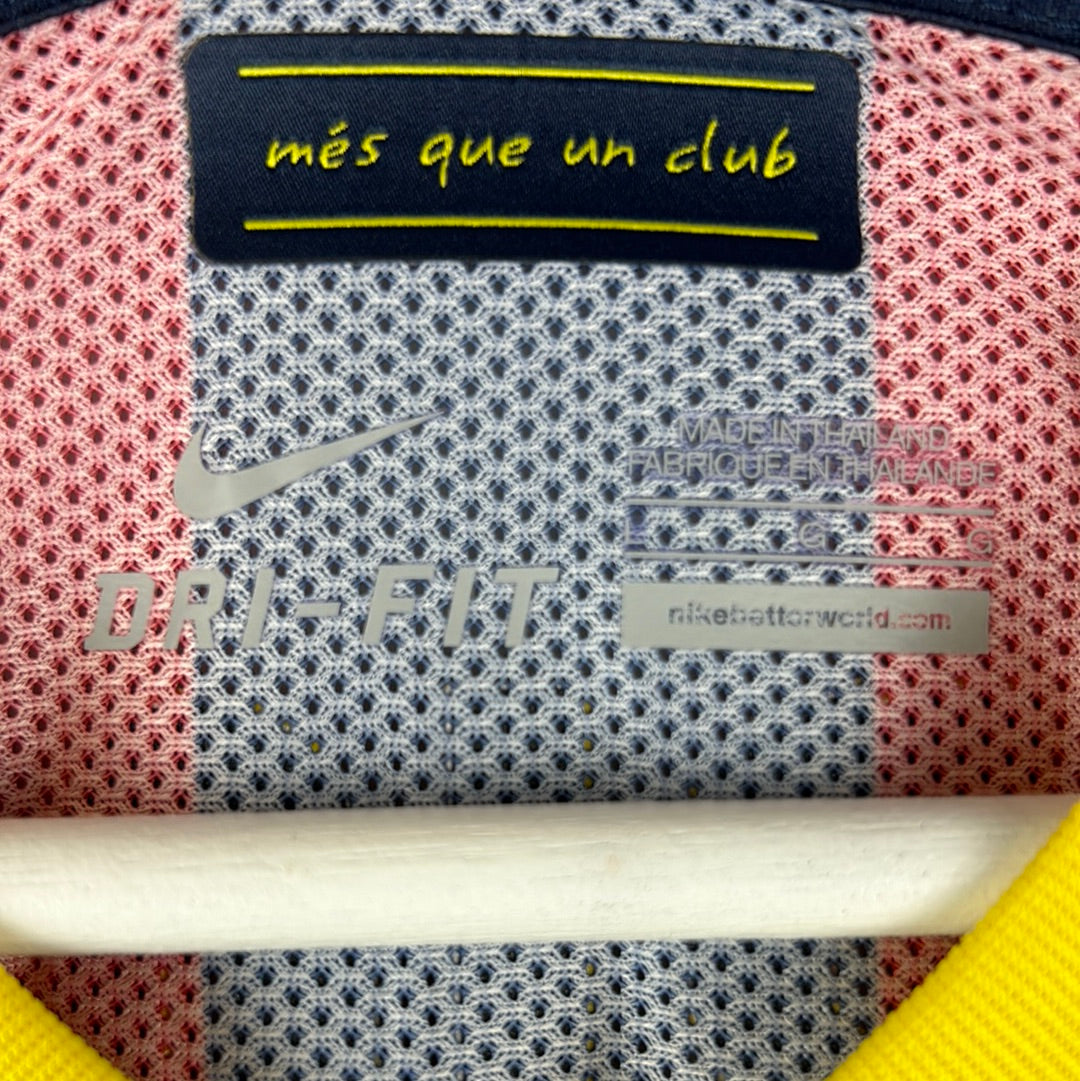 més que un club
MADE IN THAILAND
FABRIQUE EN THAILANDE
L G G
DRI-FIT
nikebetterworld.com